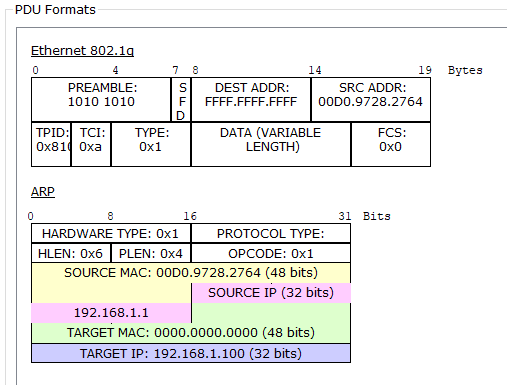 PDU Formats
Ethernet 802.1q
0 4 7 8 14 19 Bytes
PREAMBLE: SFD DEST ADDR: SRC ADDR:
1010 1010 FFFF.FFFF.FFFF 00D0.9728.2764
TPID: TCI: TYPE: DATA (VARIABLE FCS:
0x810 0xa 0x1 LENGTH) 0x0
ARP
0 8 16 31 Bits
HARDWARE TYPE: 0x1 PROTOCOL TYPE:
HLEN: 0x6 PLEN: 0x4 OPCODE: 0x1
SOURCE MAC: 00D0.9728.2764 (48 bits)
SOURCE IP (32 bits)
192.168.1.1
TARGET MAC: 0000.0000.0000 (48 bits)
TARGET IP: 192.168.1.100 (32 bits)